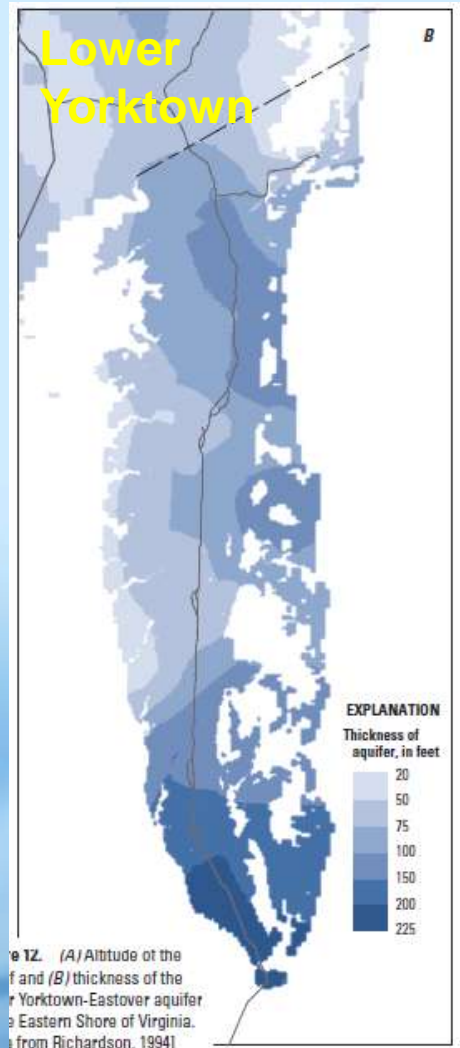 Lower
Yorktown
B
EXPLANATION
Thickness of
aquifer, in feet
20
50
75
100
150
200
225
e 12. (A) Altitude of the
f and (B) thickness of the
r Yorktown-Eastover aquifer
e Eastern Shore of Virginia.
from Richardson, 1994]